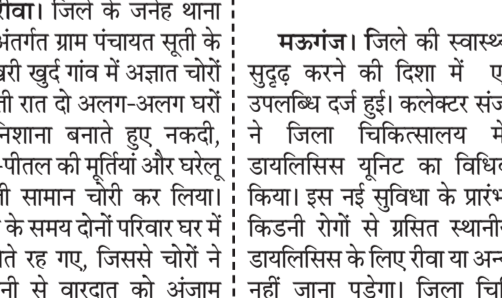 रीवा। जिले के जनेह थाना
अंतर्गत ग्राम पंचायत सूती के
खुर्द गांव में अज्ञात चोरों
रात दो अलग-अलग घरों
निशाना बनाते हुए नकदी,
-पीतल की मूर्तियां और घरेलू
सामान चोरी कर लिया।
के समय दोनों परिवार घर में
रह गए, जिससे चोरों ने
से वारदात को अंजाम
मऊगंज। जिले की स्वास्थ्य
सुदृढ़ करने की दिशा में
उपलब्धि दर्ज हुई। कलेक्टर
ने जिला चिकित्सालय में
डायलिसिस यूनिट का
किया। इस नई सुविधा के
किडनी रोगों से ग्रसित
डायलिसिस के लिए रीवा या
नहीं जाना पड़ेगा। जिला